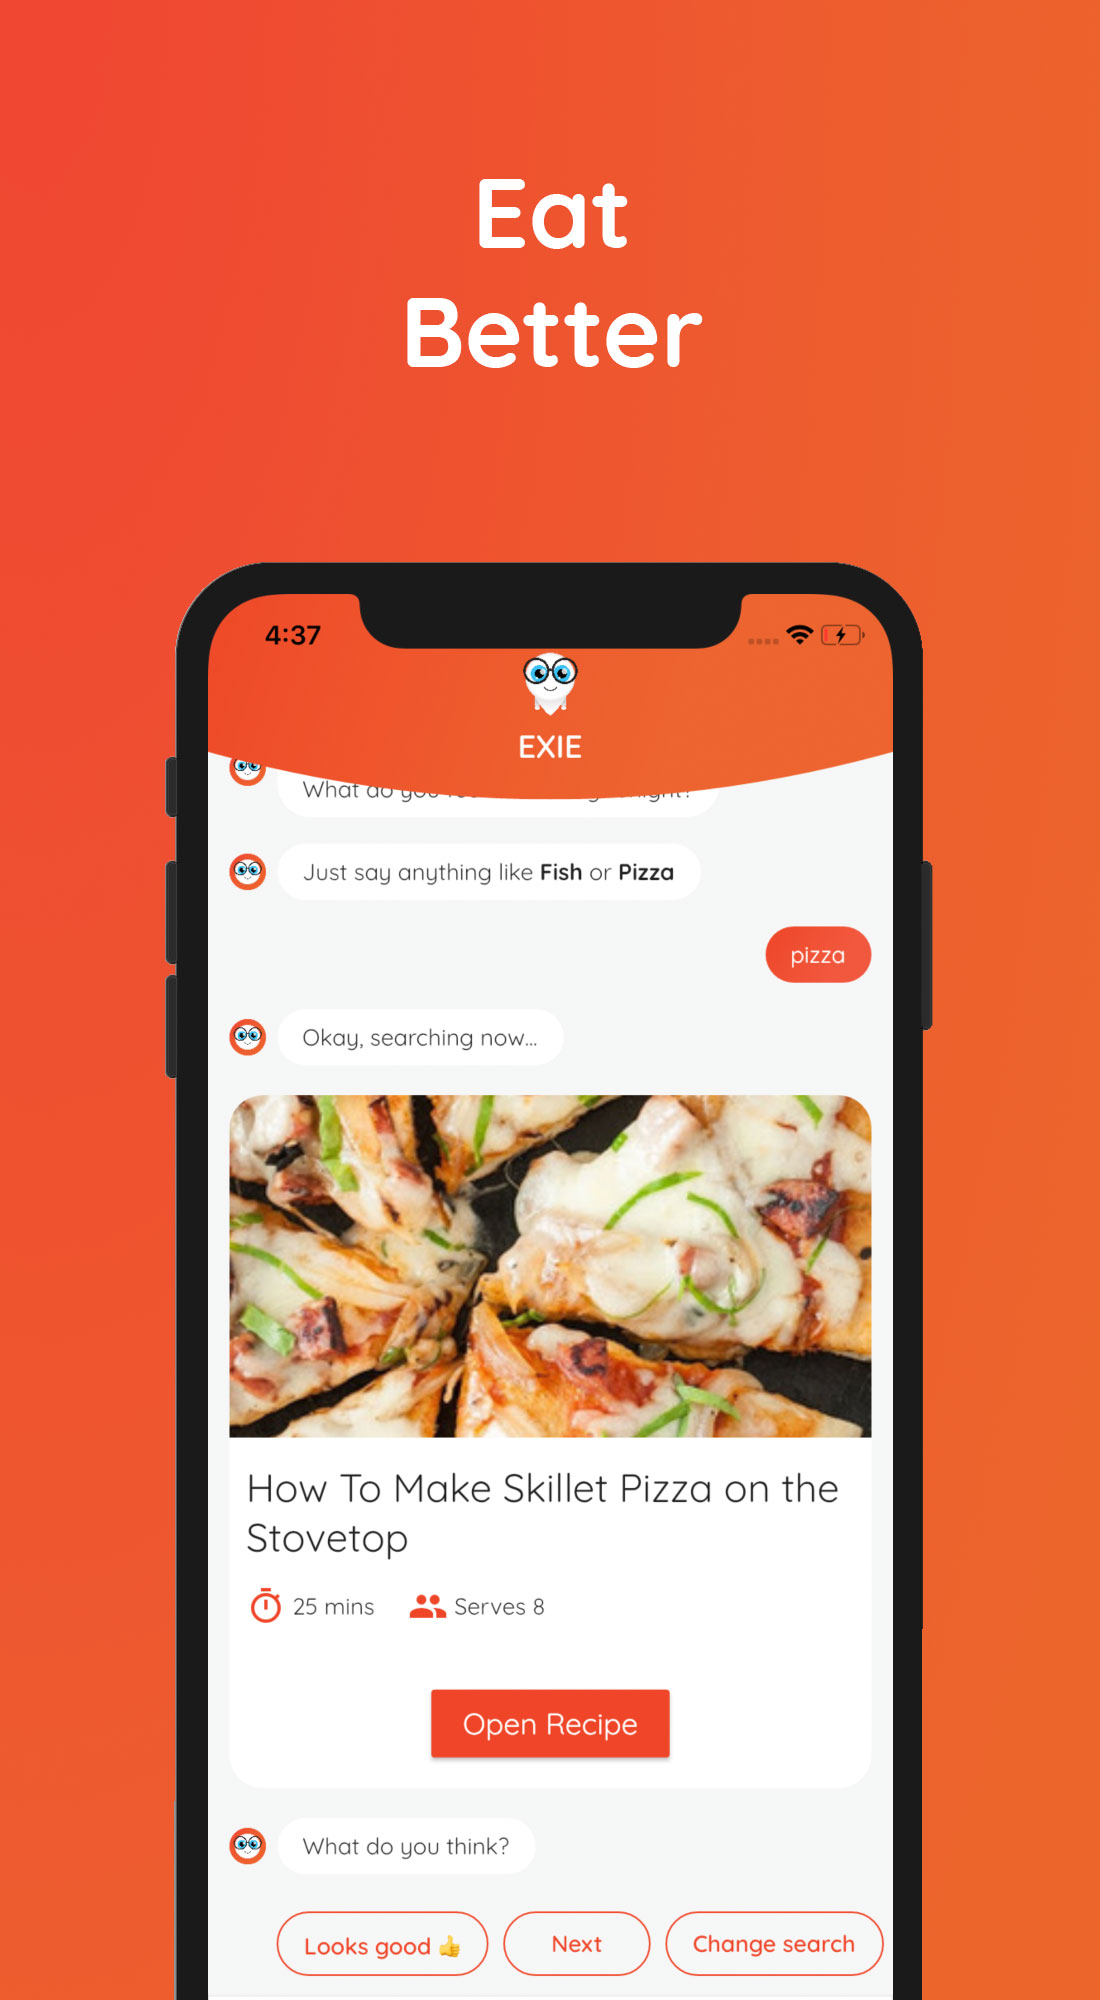 Eat
Better
4:37
EXIE
What do you
Just say anything like Fish or Pizza
pizza
Okay, searching now...
How To Make Skillet Pizza on the
Stovetop
25 mins Serves 8
Open Recipe
What do you think?
Looks good 👍 Next Change search